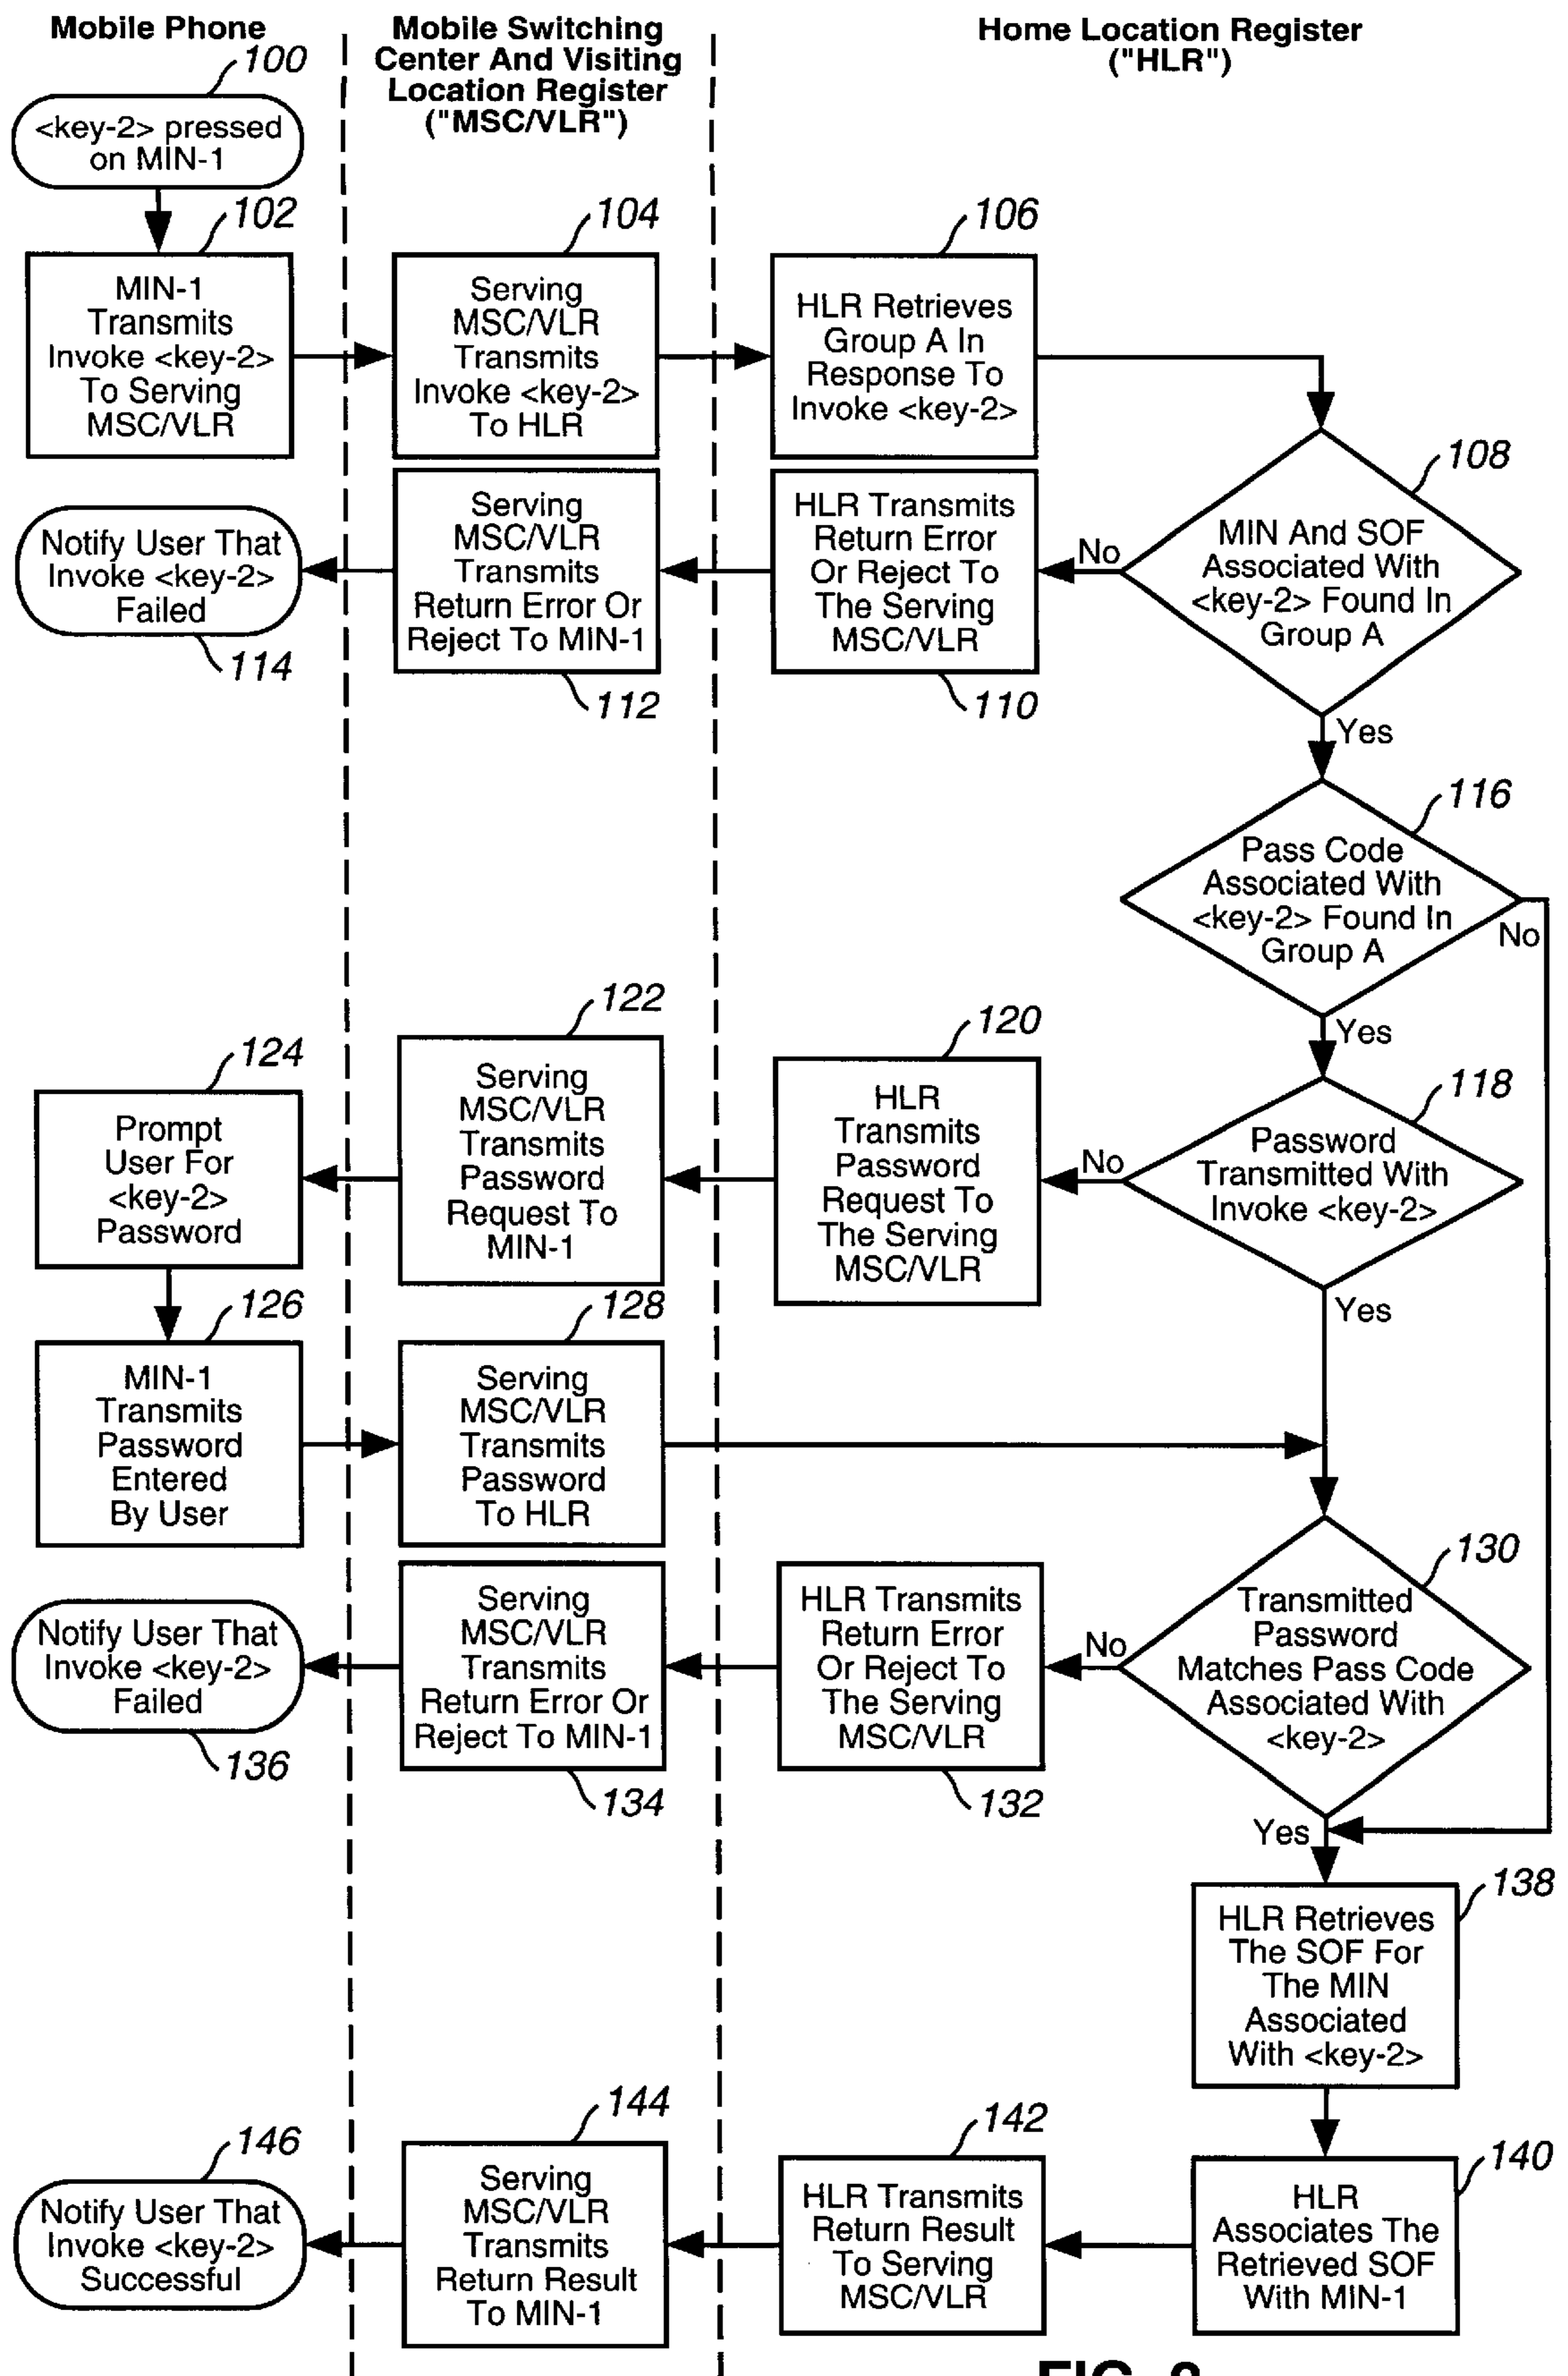 Mobile Phone
Mobile Switching
Center And Visiting
Location Register
("MSC/VLR")
Home Location Register
("HLR")
100
<key-2> pressed
on MIN-1
102
MIN-1
Transmits
Invoke <key-2>
To Serving
MSC/VLR
104
Serving
MSC/VLR
Transmits
Invoke <key-2>
To HLR
106
HLR Retrieves
Group A In
Response To
Invoke <key-2>
108
MIN And SOF
Associated With
<key-2> Found In
Group A
No
Yes
HLR Transmits
Return Error
Or Reject To
The Serving
MSC/VLR
110
Serving
MSC/VLR
Transmits
Return Error Or
Reject To MIN-1
112
Notify User That
Invoke <key-2>
Failed
114
116
Pass Code
Associated With
<key-2> Found In
Group A
No
Yes
118
Password
Transmitted With
Invoke <key-2>
No
Yes
120
HLR
Transmits
Password
Request To
The Serving
MSC/VLR
122
Serving
MSC/VLR
Transmits
Password
Request To
MIN-1
124
Prompt
User For
<key-2>
Password
126
MIN-1
Transmits
Password
Entered
By User
128
Serving
MSC/VLR
Transmits
Password
To HLR
130
Transmitted
Password
Matches Pass Code
Associated With
<key-2>
No
Yes
HLR Transmits
Return Error
Or Reject To
The Serving
MSC/VLR
132
Serving
MSC/VLR
Transmits
Return Error Or
Reject To MIN-1
134
Notify User That
Invoke <key-2>
Failed
136
138
HLR Retrieves
The SOF For
The MIN
Associated
With <key-2>
140
HLR
Associates The
Retrieved SOF
With MIN-1
142
HLR Transmits
Return Result
To Serving
MSC/VLR
144
Serving
MSC/VLR
Transmits
Return Result
To MIN-1
146
Notify User That
Invoke <key-2>
Successful
FIG.